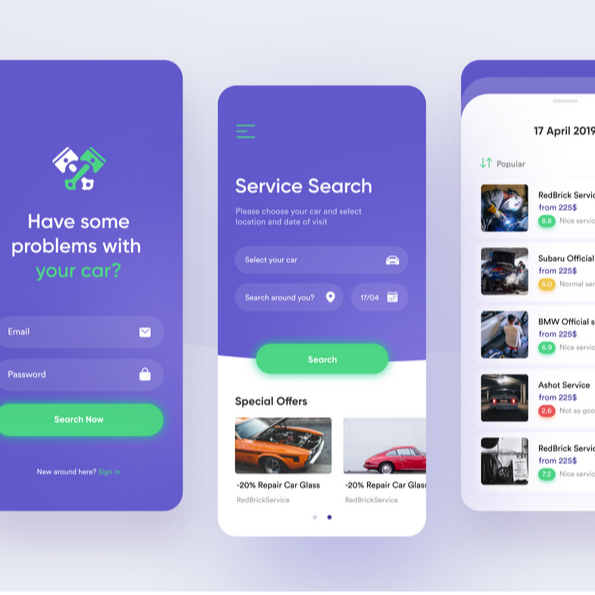 Have some
problems with
your car?
Email
Password
Search Now
New around here? Sign in
Service Search
Please choose your car and select
location and date of visit
Select your car
Search around you?
17/04
Search
Special Offers
-20% Repair Car Glass
RedBrickService
-20% Repair Car Glass
RedBrickService
17 April 2019
Popular
RedBrick Servic
from 225$
8.8 Nice servic
Subaru Official
from 225$
5.0 Normal ser
BMW Official s
from 225$
6.9 Nice servic
Ashot Service
from 225$
2.6 Not so goo
RedBrick Servic
from 225$
7.2 Nice servic